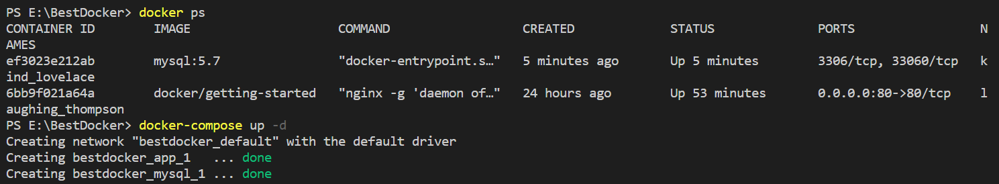 PS E:\BestDocker> docker ps
CONTAINER ID        IMAGE                    COMMAND                  CREATED             STATUS              PORTS                 N
AMES
ef3023e212ab        mysql:5.7                "docker-entrypoint.s…"   5 minutes ago       Up 5 minutes        3306/tcp, 33060/tcp   k
ind_lovelace
6bb9f021a64a        docker/getting-started   "nginx -g 'daemon of…"   24 hours ago        Up 53 minutes       0.0.0.0:80->80/tcp    l
aughing_thompson
PS E:\BestDocker> docker-compose up -d
Creating network "bestdocker_default" with the default driver
Creating bestdocker_app_1   ... done
Creating bestdocker_mysql_1 ... done